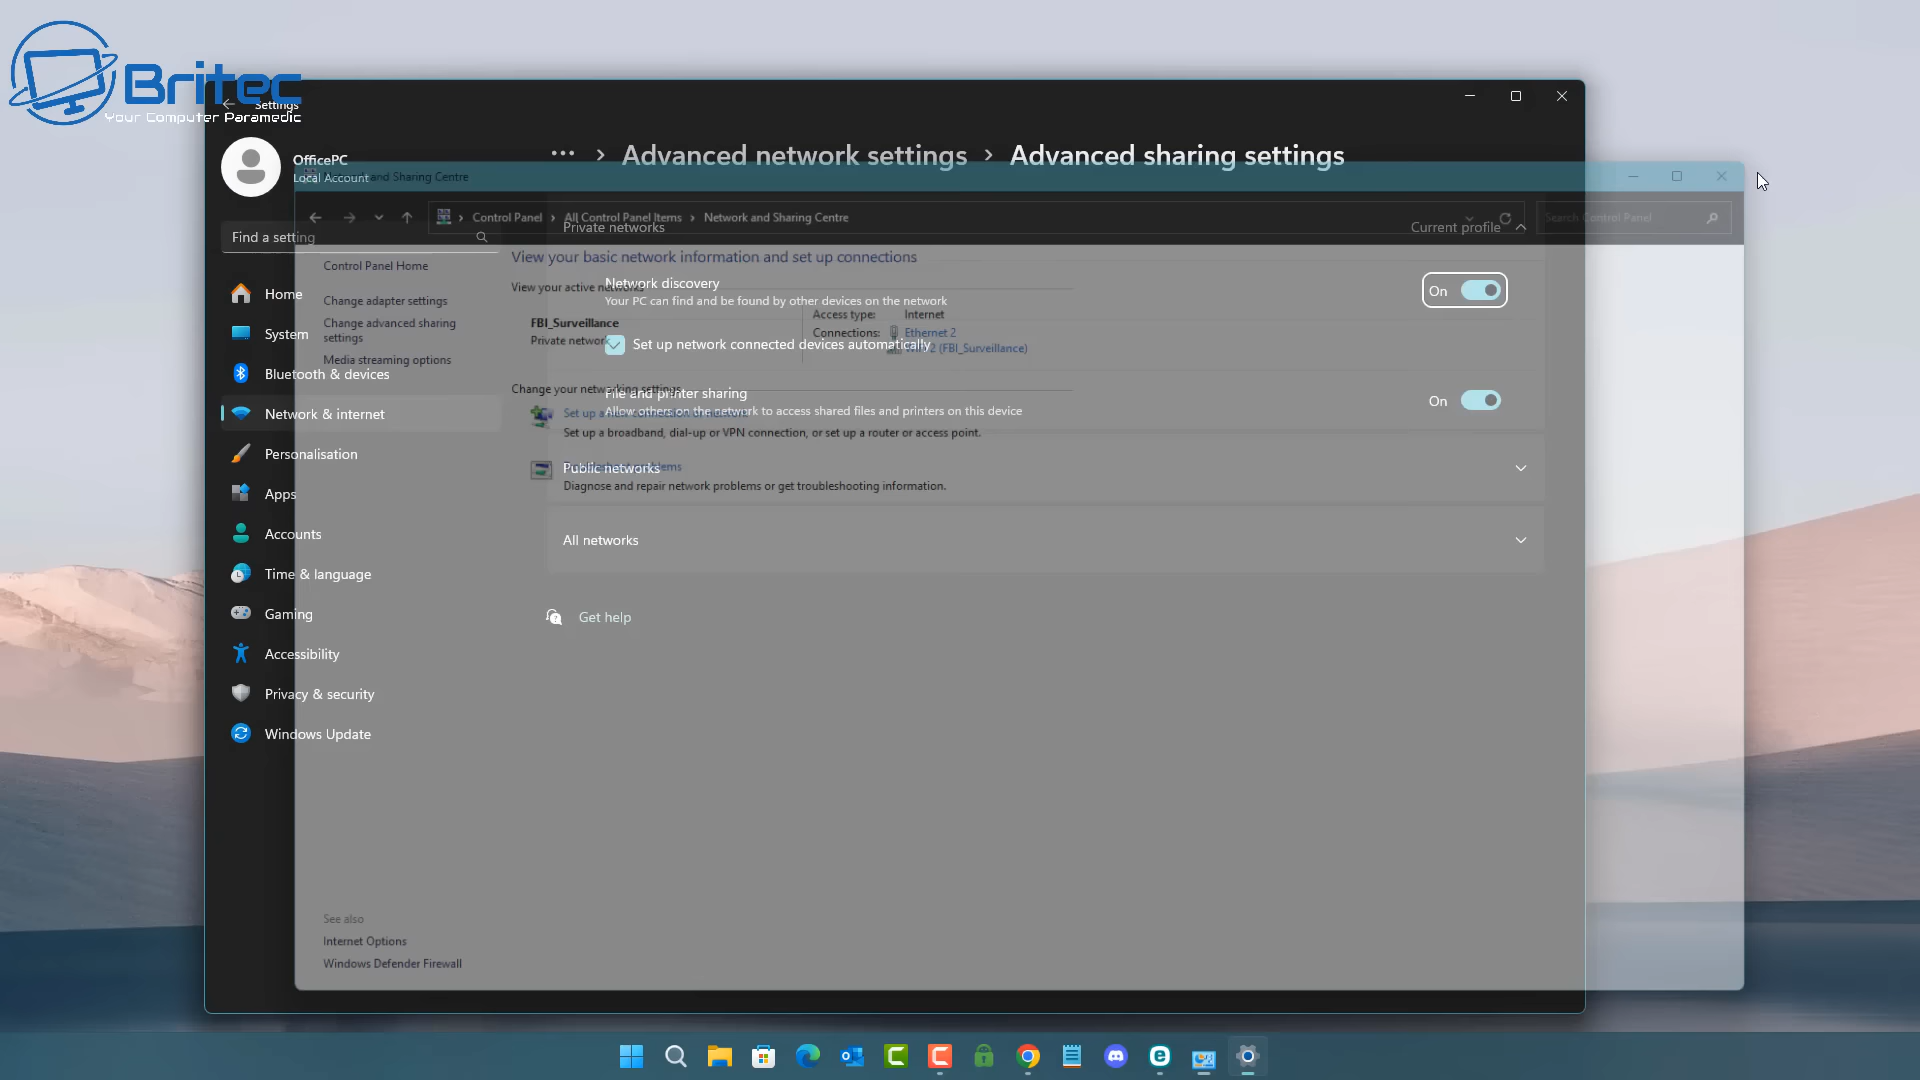 Britec
Your Computer Paramedic
Settings
OfficePC
Local Account
Find a setting
Home
System
Bluetooth & devices
Network & internet
Personalisation
Apps
Accounts
Time & language
Gaming
Accessibility
Privacy & security
Windows Update
··· › Advanced network settings › Advanced sharing settings
Private networks
Current profile
Network discovery
Your PC can find and be found by other devices on the network
On
Set up network connected devices automatically
File and printer sharing
Allow others on the network to access shared files and printers on this device
On
Public networks
All networks
Get help
Network and Sharing Centre
Control Panel › All Control Panel Items › Network and Sharing Centre
Search Control Panel
Control Panel Home
Change adapter settings
Change advanced sharing
settings
Media streaming options
View your basic network information and set up connections
View your active networks
FBI_Surveillance
Private network
Access type: Internet
Connections: Ethernet 2
(FBI_Surveillance)
Change your networking settings
Set up a new connection or network
Set up a broadband, dial-up or VPN connection, or set up a router or access point.
Diagnose and repair network problems or get troubleshooting information.
See also
Internet Options
Windows Defender Firewall